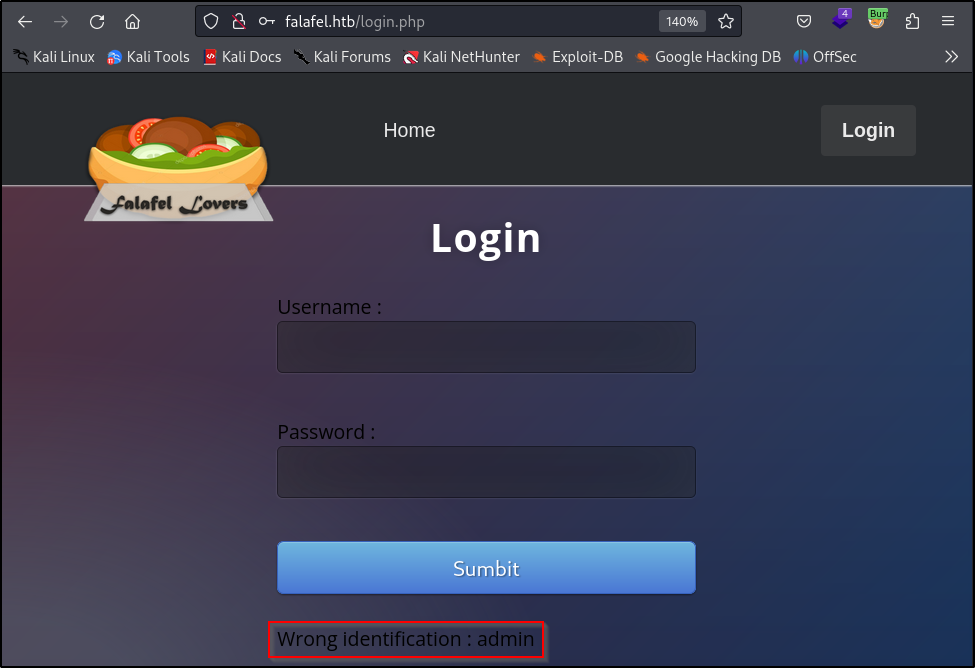 falafel.htb/login.php 140% 4 Bur
Kali Linux Kali Tools Kali Docs Kali Forums Kali NetHunter Exploit-DB Google Hacking DB OffSec
Home Login
Falafel Lovers
Login
Username :
Password :
Sumbit
Wrong identification : admin